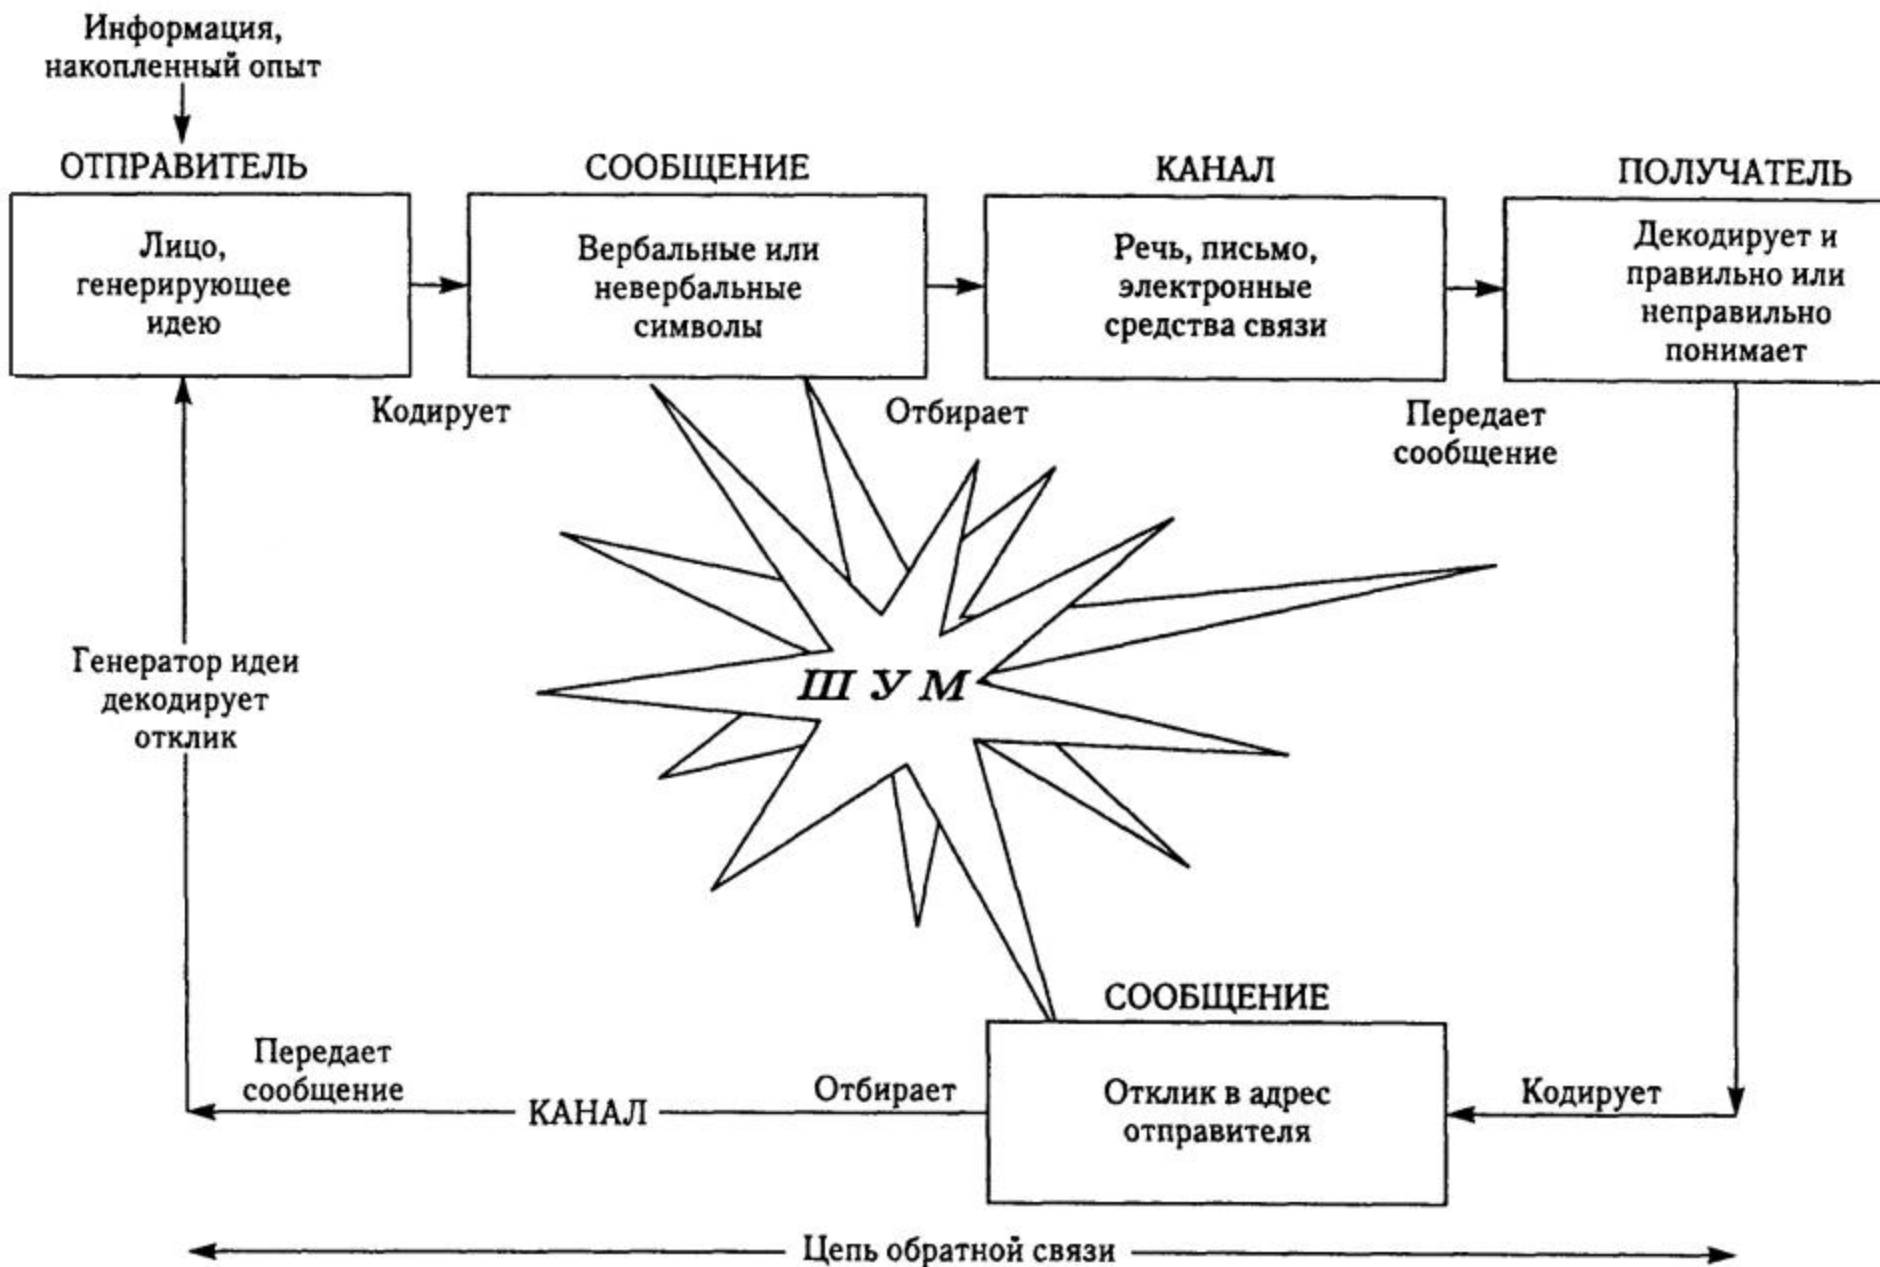 Информация,
накопленный опыт
ОТПРАВИТЕЛЬ
Лицо,
генерирующее
идею
Кодирует
СООБЩЕНИЕ
Вербальные или
невербальные
символы
Отбирает
КАНАЛ
Речь, письмо,
электронные
средства связи
Передает
сообщение
ПОЛУЧАТЕЛЬ
Декодирует и
правильно или
неправильно
понимает
ШУМ
Генератор идеи
декодирует
отклик
Передает
сообщение
КАНАЛ
Отбирает
СООБЩЕНИЕ
Отклик в адрес
отправителя
Кодирует
Цепь обратной связи